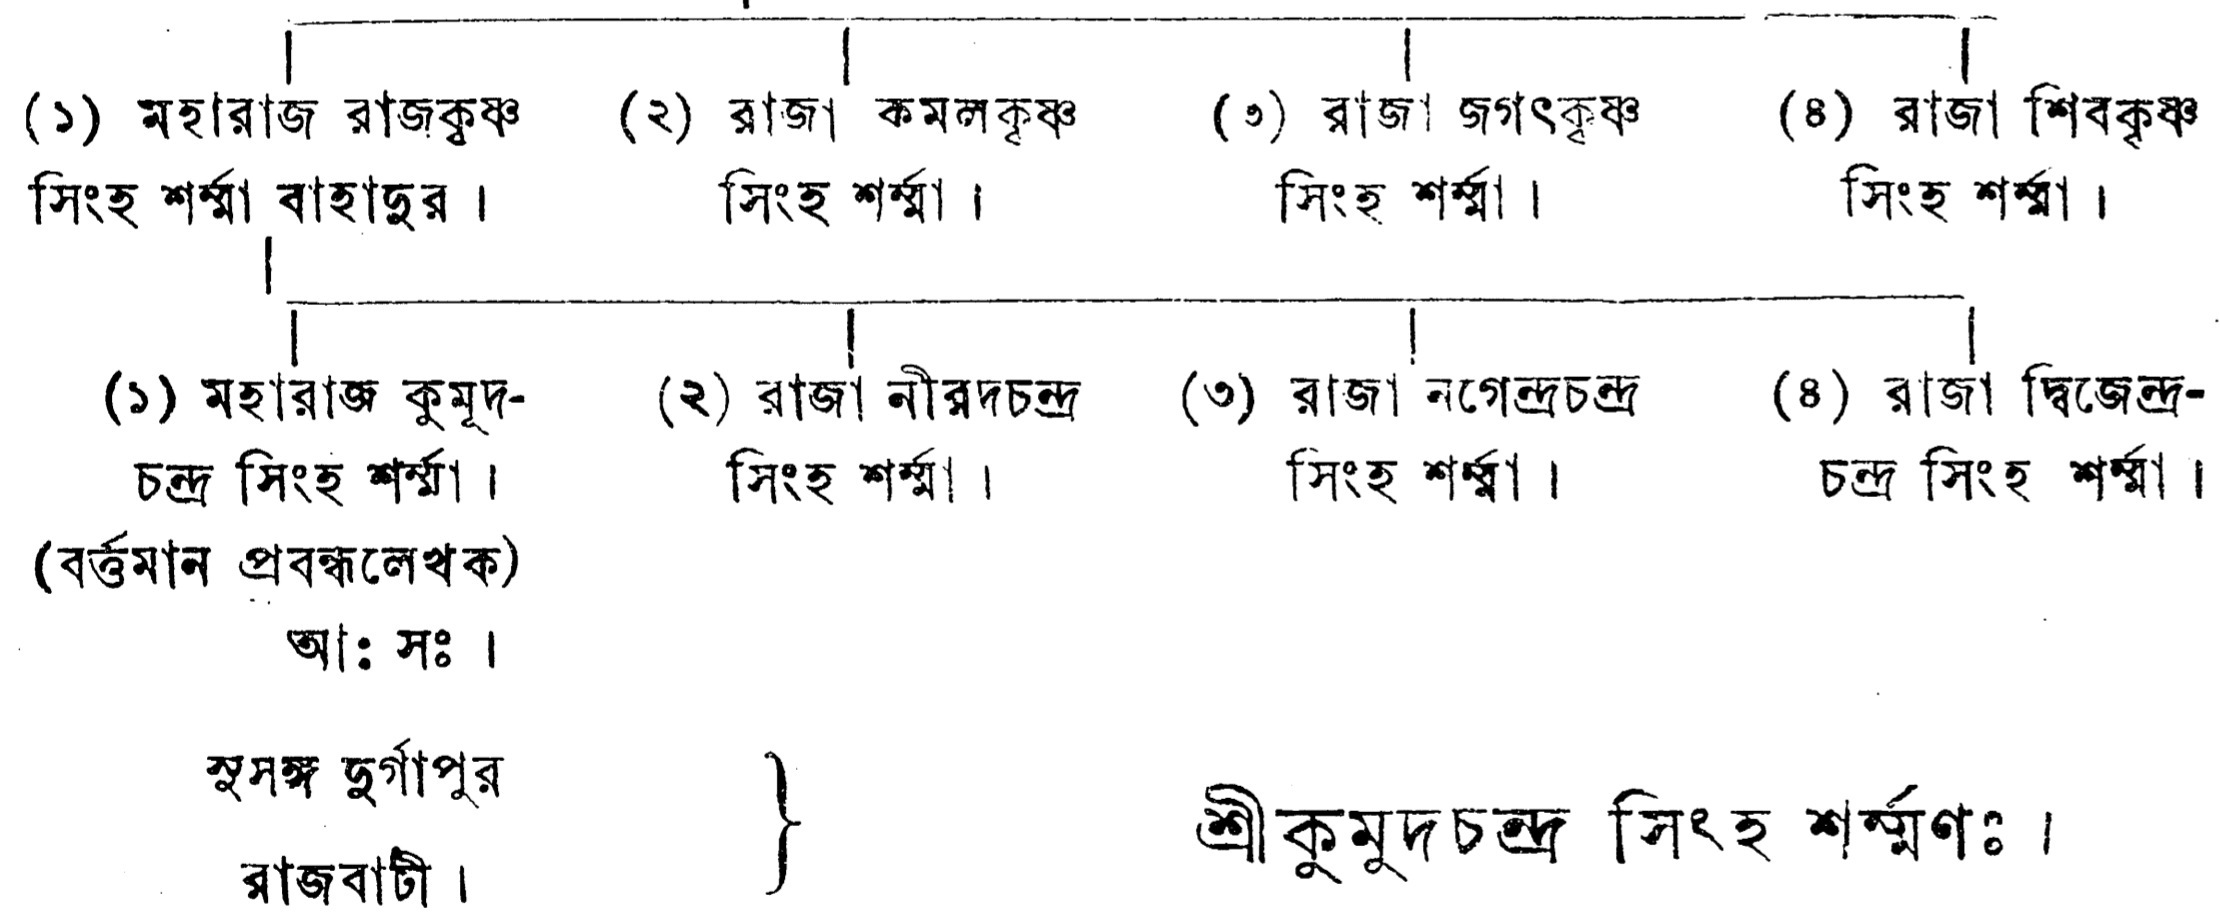 (১) মহারাজ রাজকৃষ্ণ (২) রাজা কমলকৃষ্ণ (৩) রাজা জগৎকৃষ্ণ (৪) রাজা শিবকৃষ্ণ
সিংহ শর্ম্মা বাহাদুর। সিংহ শর্ম্মা। সিংহ শর্ম্মা। সিংহ শর্ম্মা।
(১) মহারাজ কুমূদ- (২) রাজা নীরদচন্দ্র (৩) রাজা নগেন্দ্রচন্দ্র (৪) রাজা দ্বিজেন্দ্র-
চন্দ্র সিংহ শর্ম্মা। সিংহ শর্ম্মা। সিংহ শর্ম্মা। চন্দ্র সিংহ শর্ম্মা।
(বর্ত্তমান প্রবন্ধলেখক)
আঃ সঃ।
সুসঙ্গ দুর্গাপুর
শ্রীকুমুদচন্দ্র সিংহ শর্ম্মণঃ।
রাজবাটী।